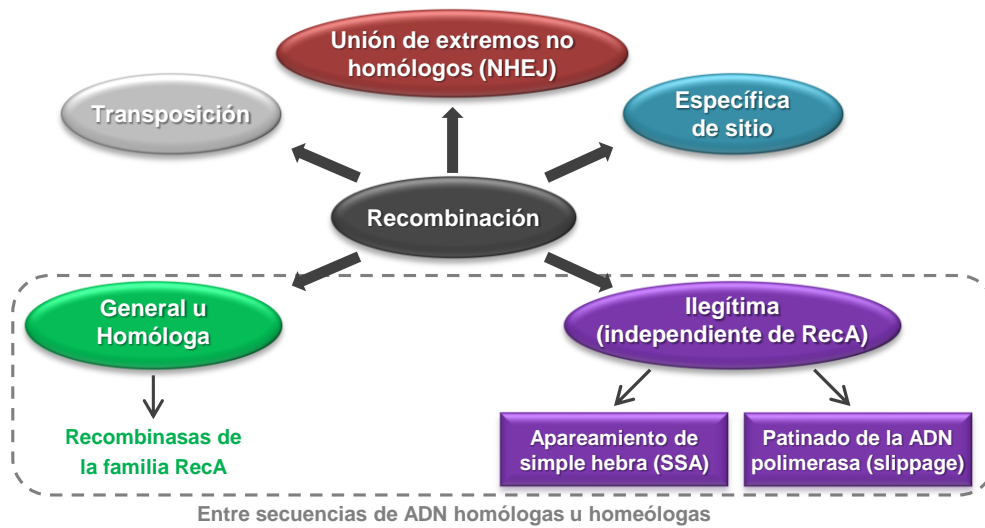 Unión de extremos no
homólogos (NHEJ)
Transposición
Específica
de sitio
Recombinación
General u
Homóloga
Ilegítima
(independiente de RecA)
Recombinasas de
la familia RecA
Apareamiento de
simple hebra (SSA)
Patinado de la ADN
polimerasa (slippage)
Entre secuencias de ADN homólogas u homeólogas